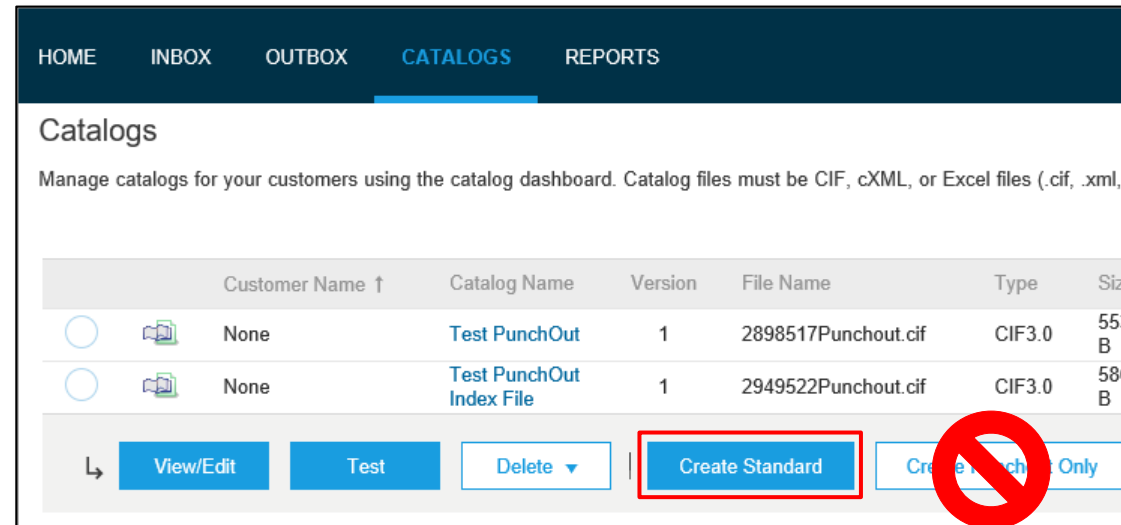 HOME INBOX OUTBOX CATALOGS REPORTS
Catalogs
Manage catalogs for your customers using the catalog dashboard. Catalog files must be CIF, cXML, or Excel files (.cif, .xml,
Customer Name ↑ Catalog Name Version File Name Type
None Test PunchOut 1 2898517Punchout.cif CIF3.0 B
None Test PunchOut Index File 1 2949522Punchout.cif CIF3.0 B
View/Edit Test Delete ▼ Create Standard Only